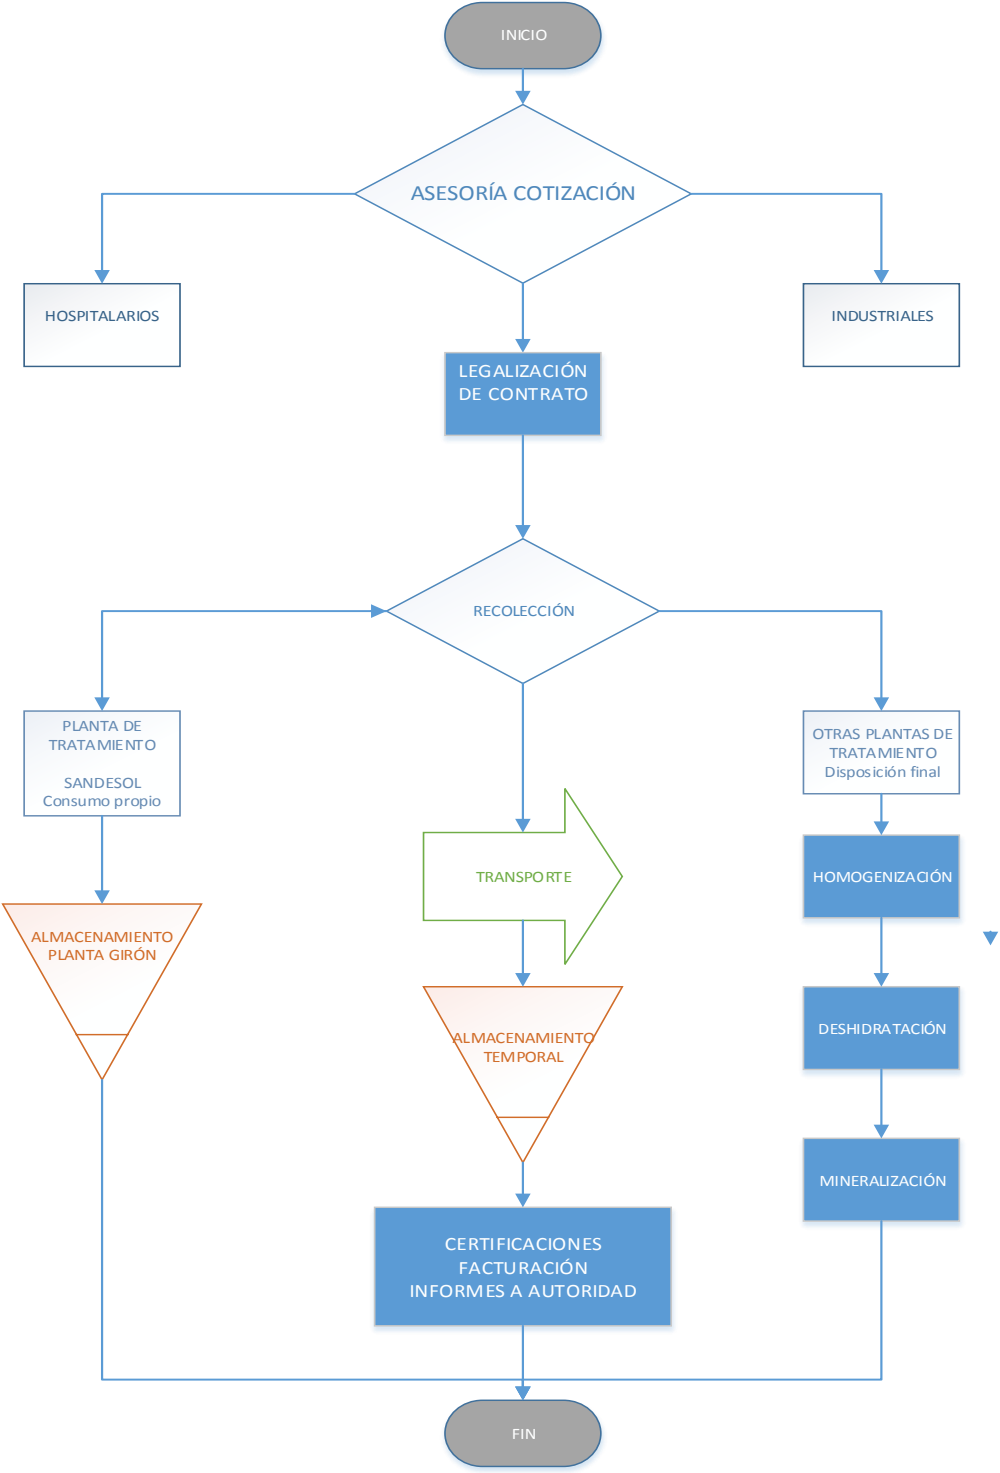 INICIO
ASESORÍA COTIZACIÓN
HOSPITALARIOS
INDUSTRIALES
LEGALIZACIÓN
DE CONTRATO
RECOLECCIÓN
PLANTA DE
TRATAMIENTO
SANDESOL
Consumo propio
OTRAS PLANTAS DE
TRATAMIENTO
Disposición final
TRANSPORTE
HOMOGENIZACIÓN
ALMACENAMIENTO
PLANTA GIRÓN
ALMACENAMIENTO
TEMPORAL
DESHIDRATACIÓN
MINERALIZACIÓN
CERTIFICACIONES
FACTURACIÓN
INFORMES A AUTORIDAD
FIN